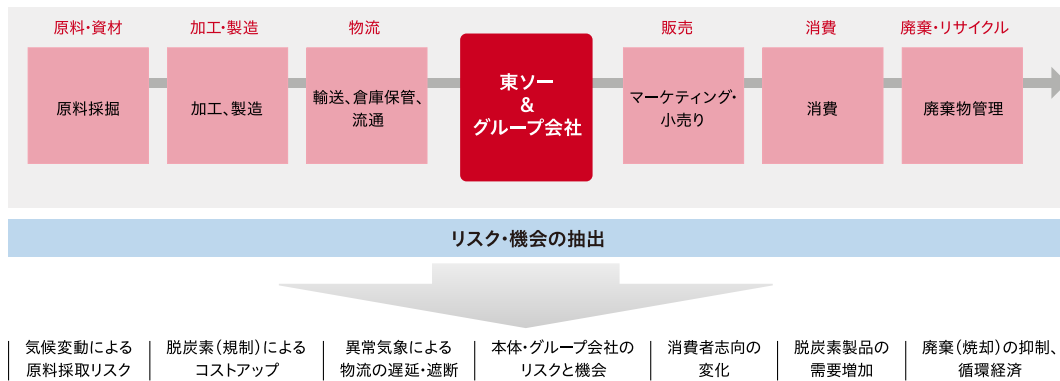 原料・資材
加工・製造
物流
販売
消費
廃棄・リサイクル
原料採掘
加工、製造
輸送、倉庫保管、
流通
東ソー
&
グループ会社
マーケティング・
小売り
消費
廃棄物管理
リスク・機会の抽出
気候変動による
原料採取リスク
脱炭素(規制)による
コストアップ
異常気象による
物流の遅延・遮断
本体・グループ会社の
リスクと機会
消費者志向の
変化
脱炭素製品の
需要増加
廃棄(焼却)の抑制、
循環経済